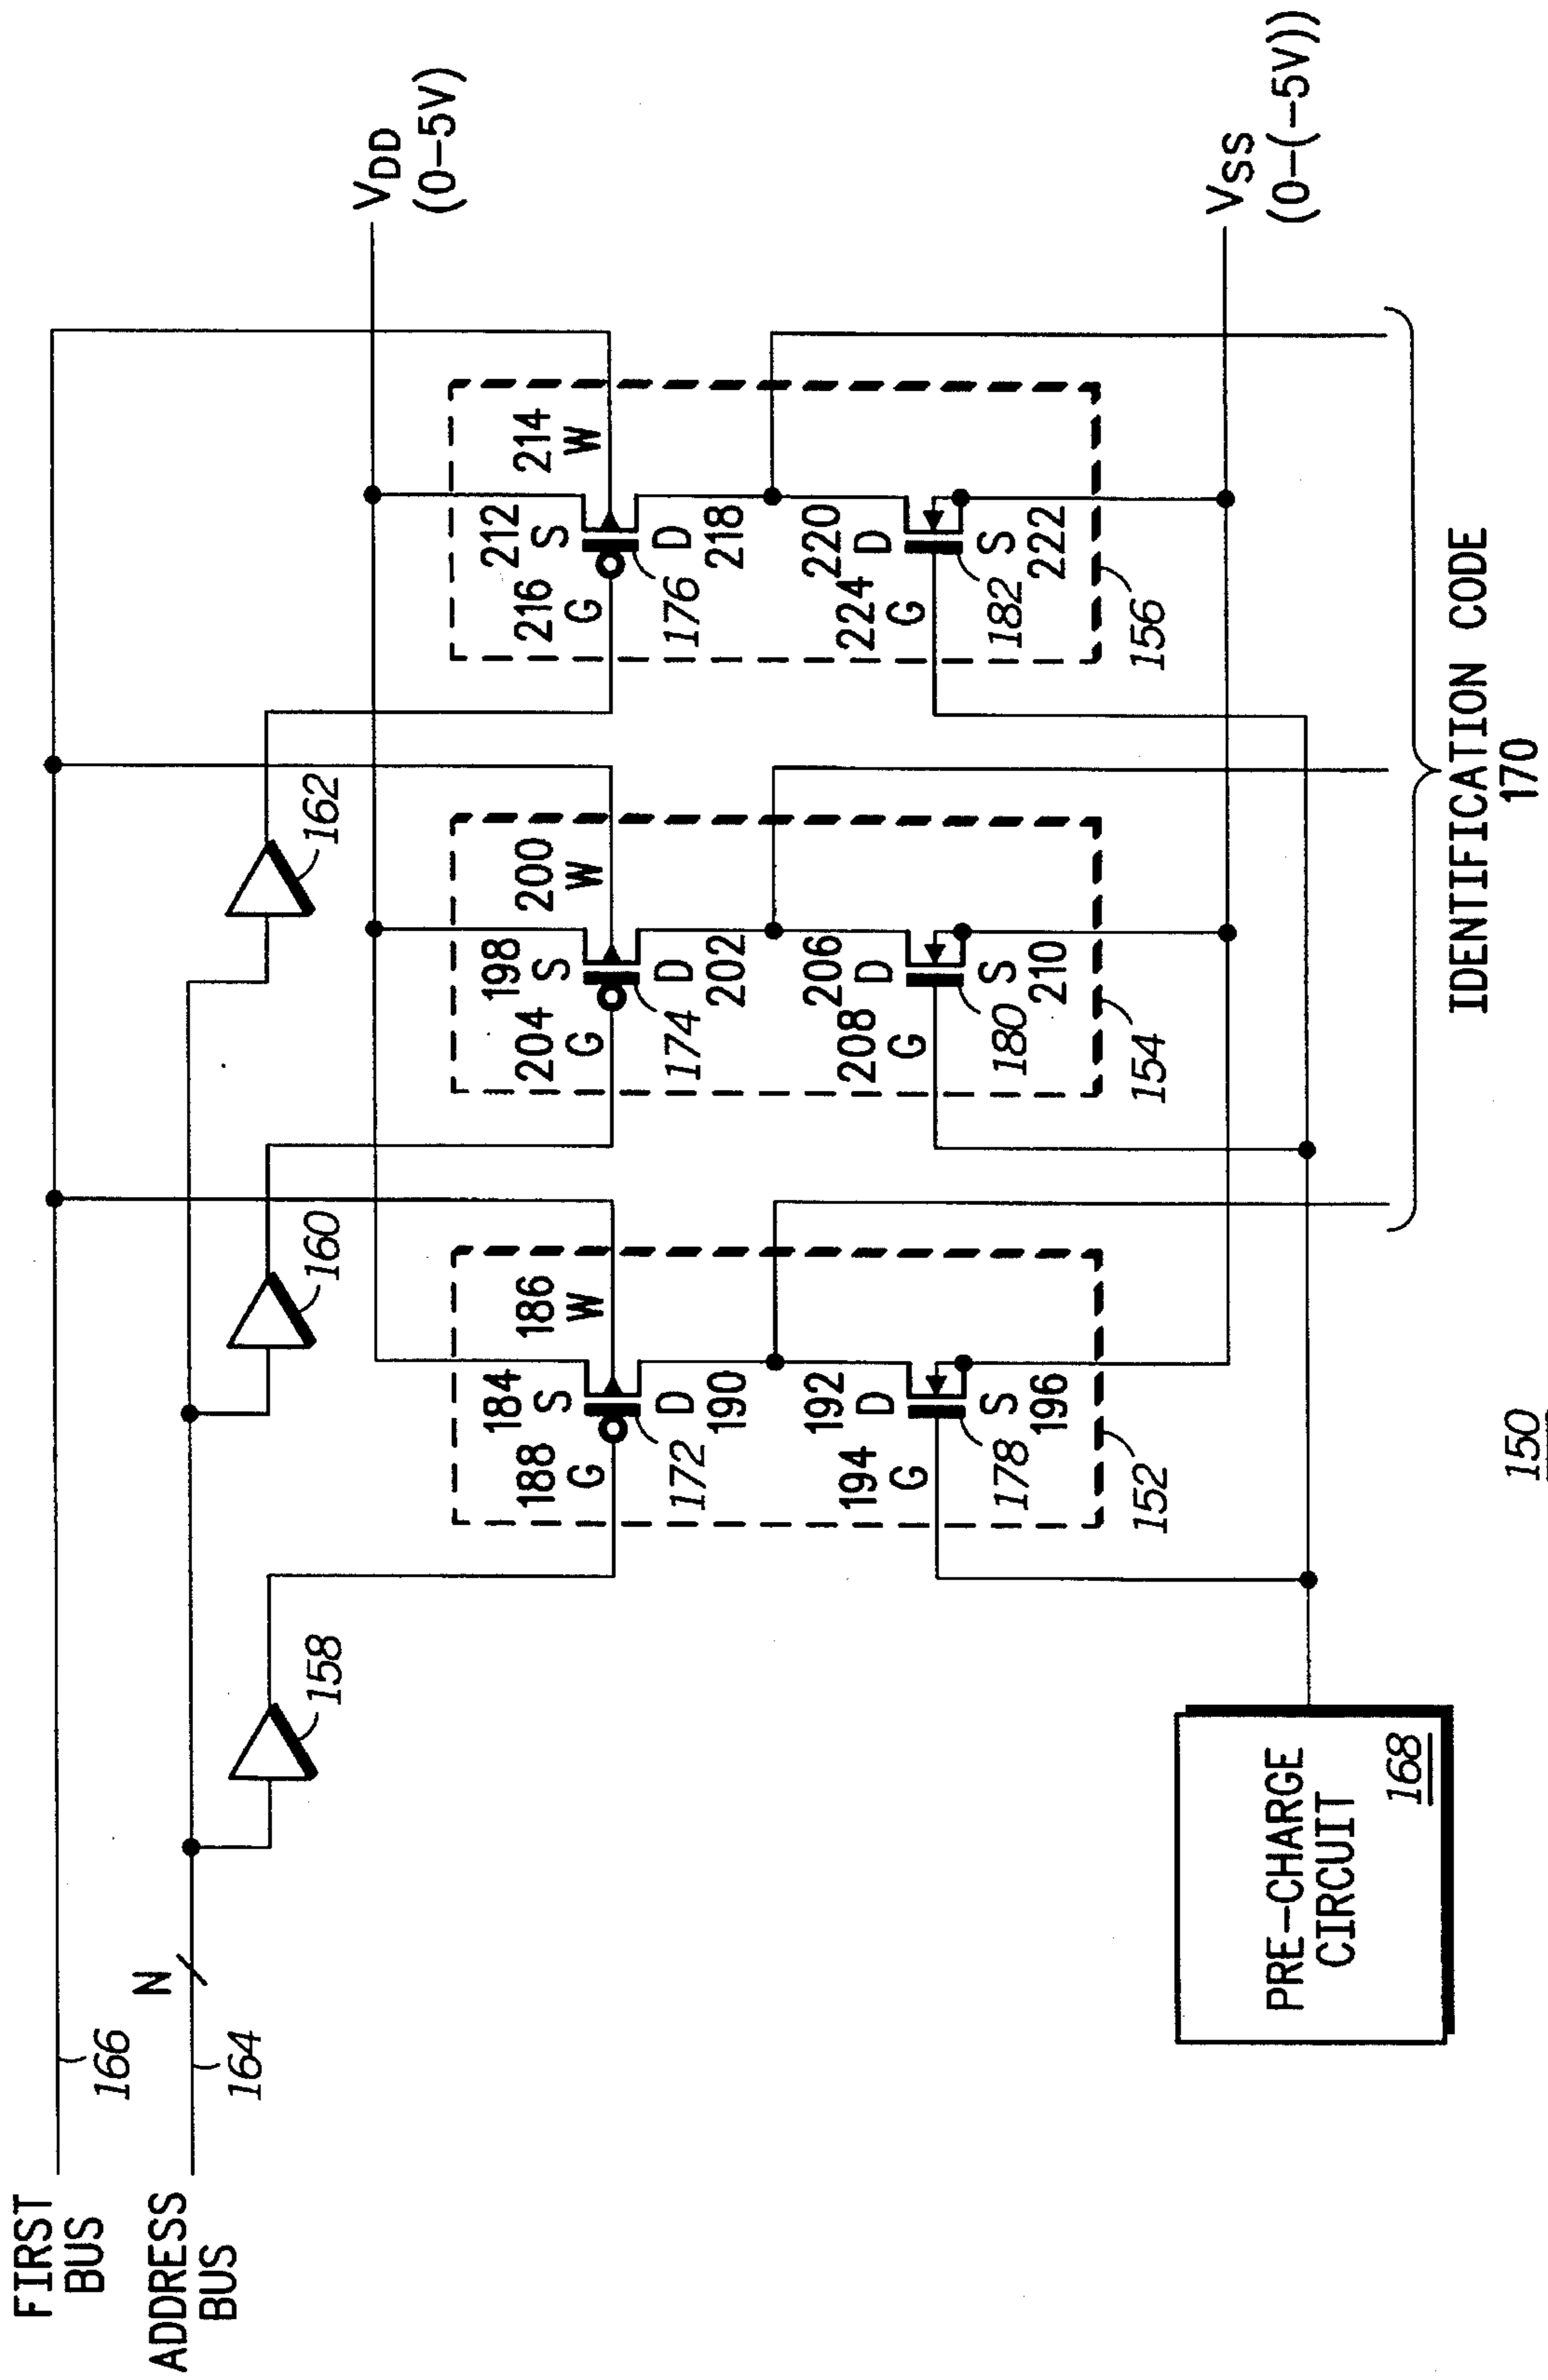 FIRST
BUS
166
ADDRESS
BUS
164
N
158
160
162
V_DD
(0–5V)
184
S
186
W
188
G
172
D
190
192
D
194
G
178
S
196
152
198
S
200
W
204
G
174
D
202
206
D
208
G
180
S
210
154
212
S
214
W
216
G
176
D
218
220
D
224
G
182
S
222
156
V_SS
(0–(–5V))
PRE–CHARGE
CIRCUIT
168
IDENTIFICATION CODE
170
150